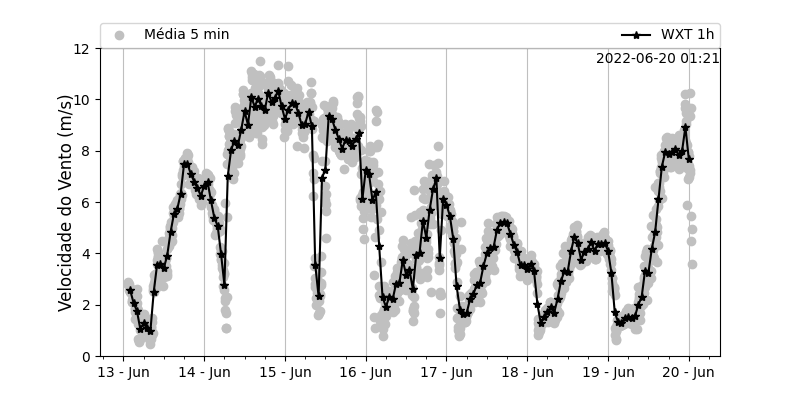 Média 5 min
WXT 1h
2022-06-20 01:21
Velocidade do Vento (m/s)
12
10
8
6
4
2
0
13 - Jun 14 - Jun 15 - Jun 16 - Jun 17 - Jun 18 - Jun 19 - Jun 20 - Jun